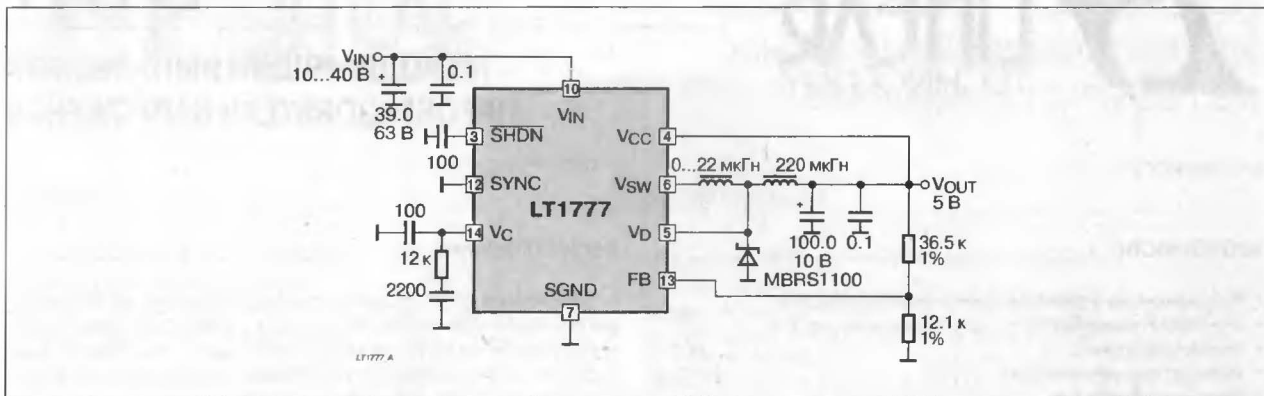 VIN
10...40 В
0.1
39.0
63 В
10
VIN
3
SHDN
VCC
4
100
0...22 мкГн
220 мкГн
12
SYNC
VSW
6
VOUT
5 В
LT1777
100
14
VC
VD
5
100.0
0.1
10 В
36.5 к
1%
12 к
MBRS1100
FB
13
2200
SGND
7
12.1 к
1%
LT1777 A